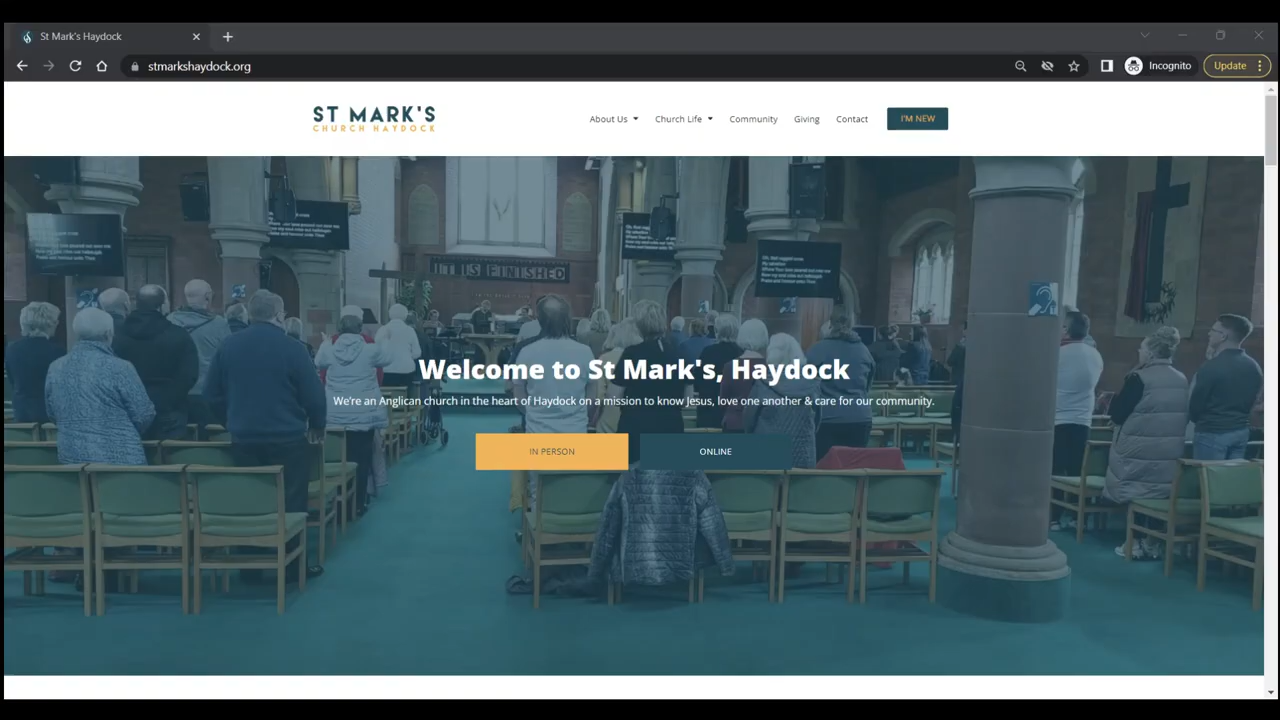 St Mark's Haydock
stmarkshaydock.org
Incognito
Update
ST MARK'S
CHURCH HAYDOCK
About Us
Church Life
Community
Giving
Contact
I'M NEW
IT IS FINISHED
Welcome to St Mark's, Haydock
We're an Anglican church in the heart of Haydock on a mission to know Jesus, love one another & care for our community.
IN PERSON
ONLINE